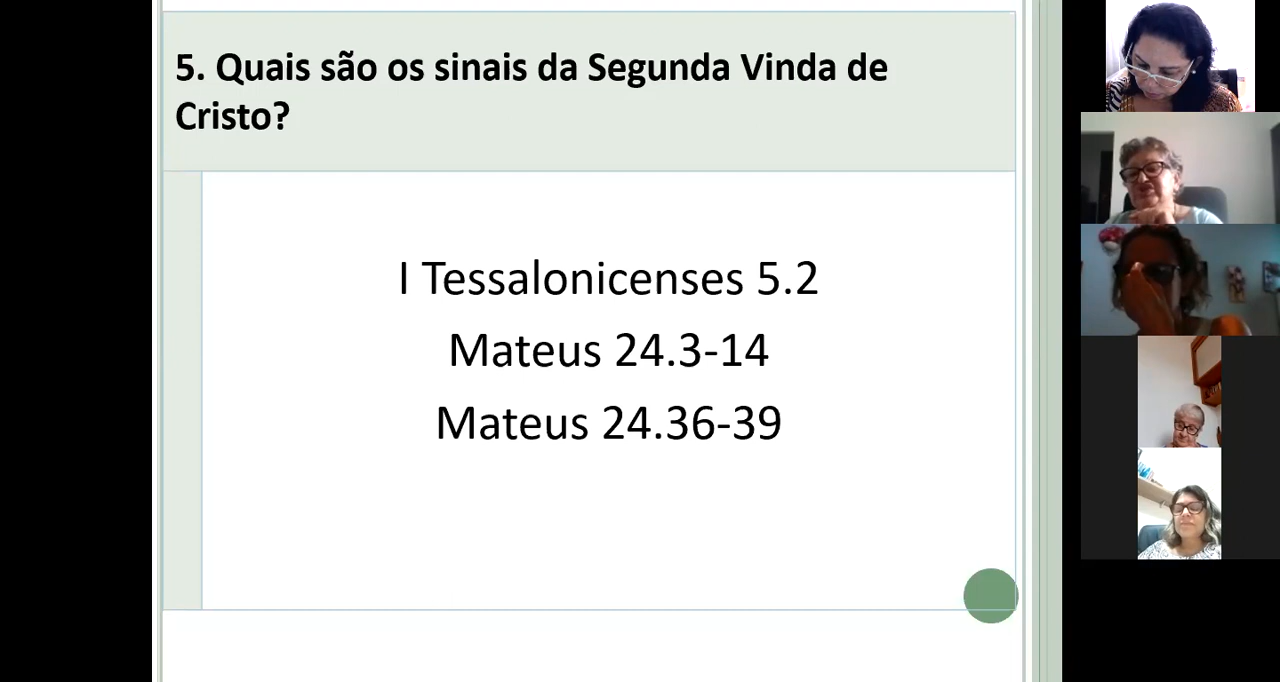 5. Quais são os sinais da Segunda Vinda de
Cristo?
I Tessalonicenses 5.2
Mateus 24.3-14
Mateus 24.36-39